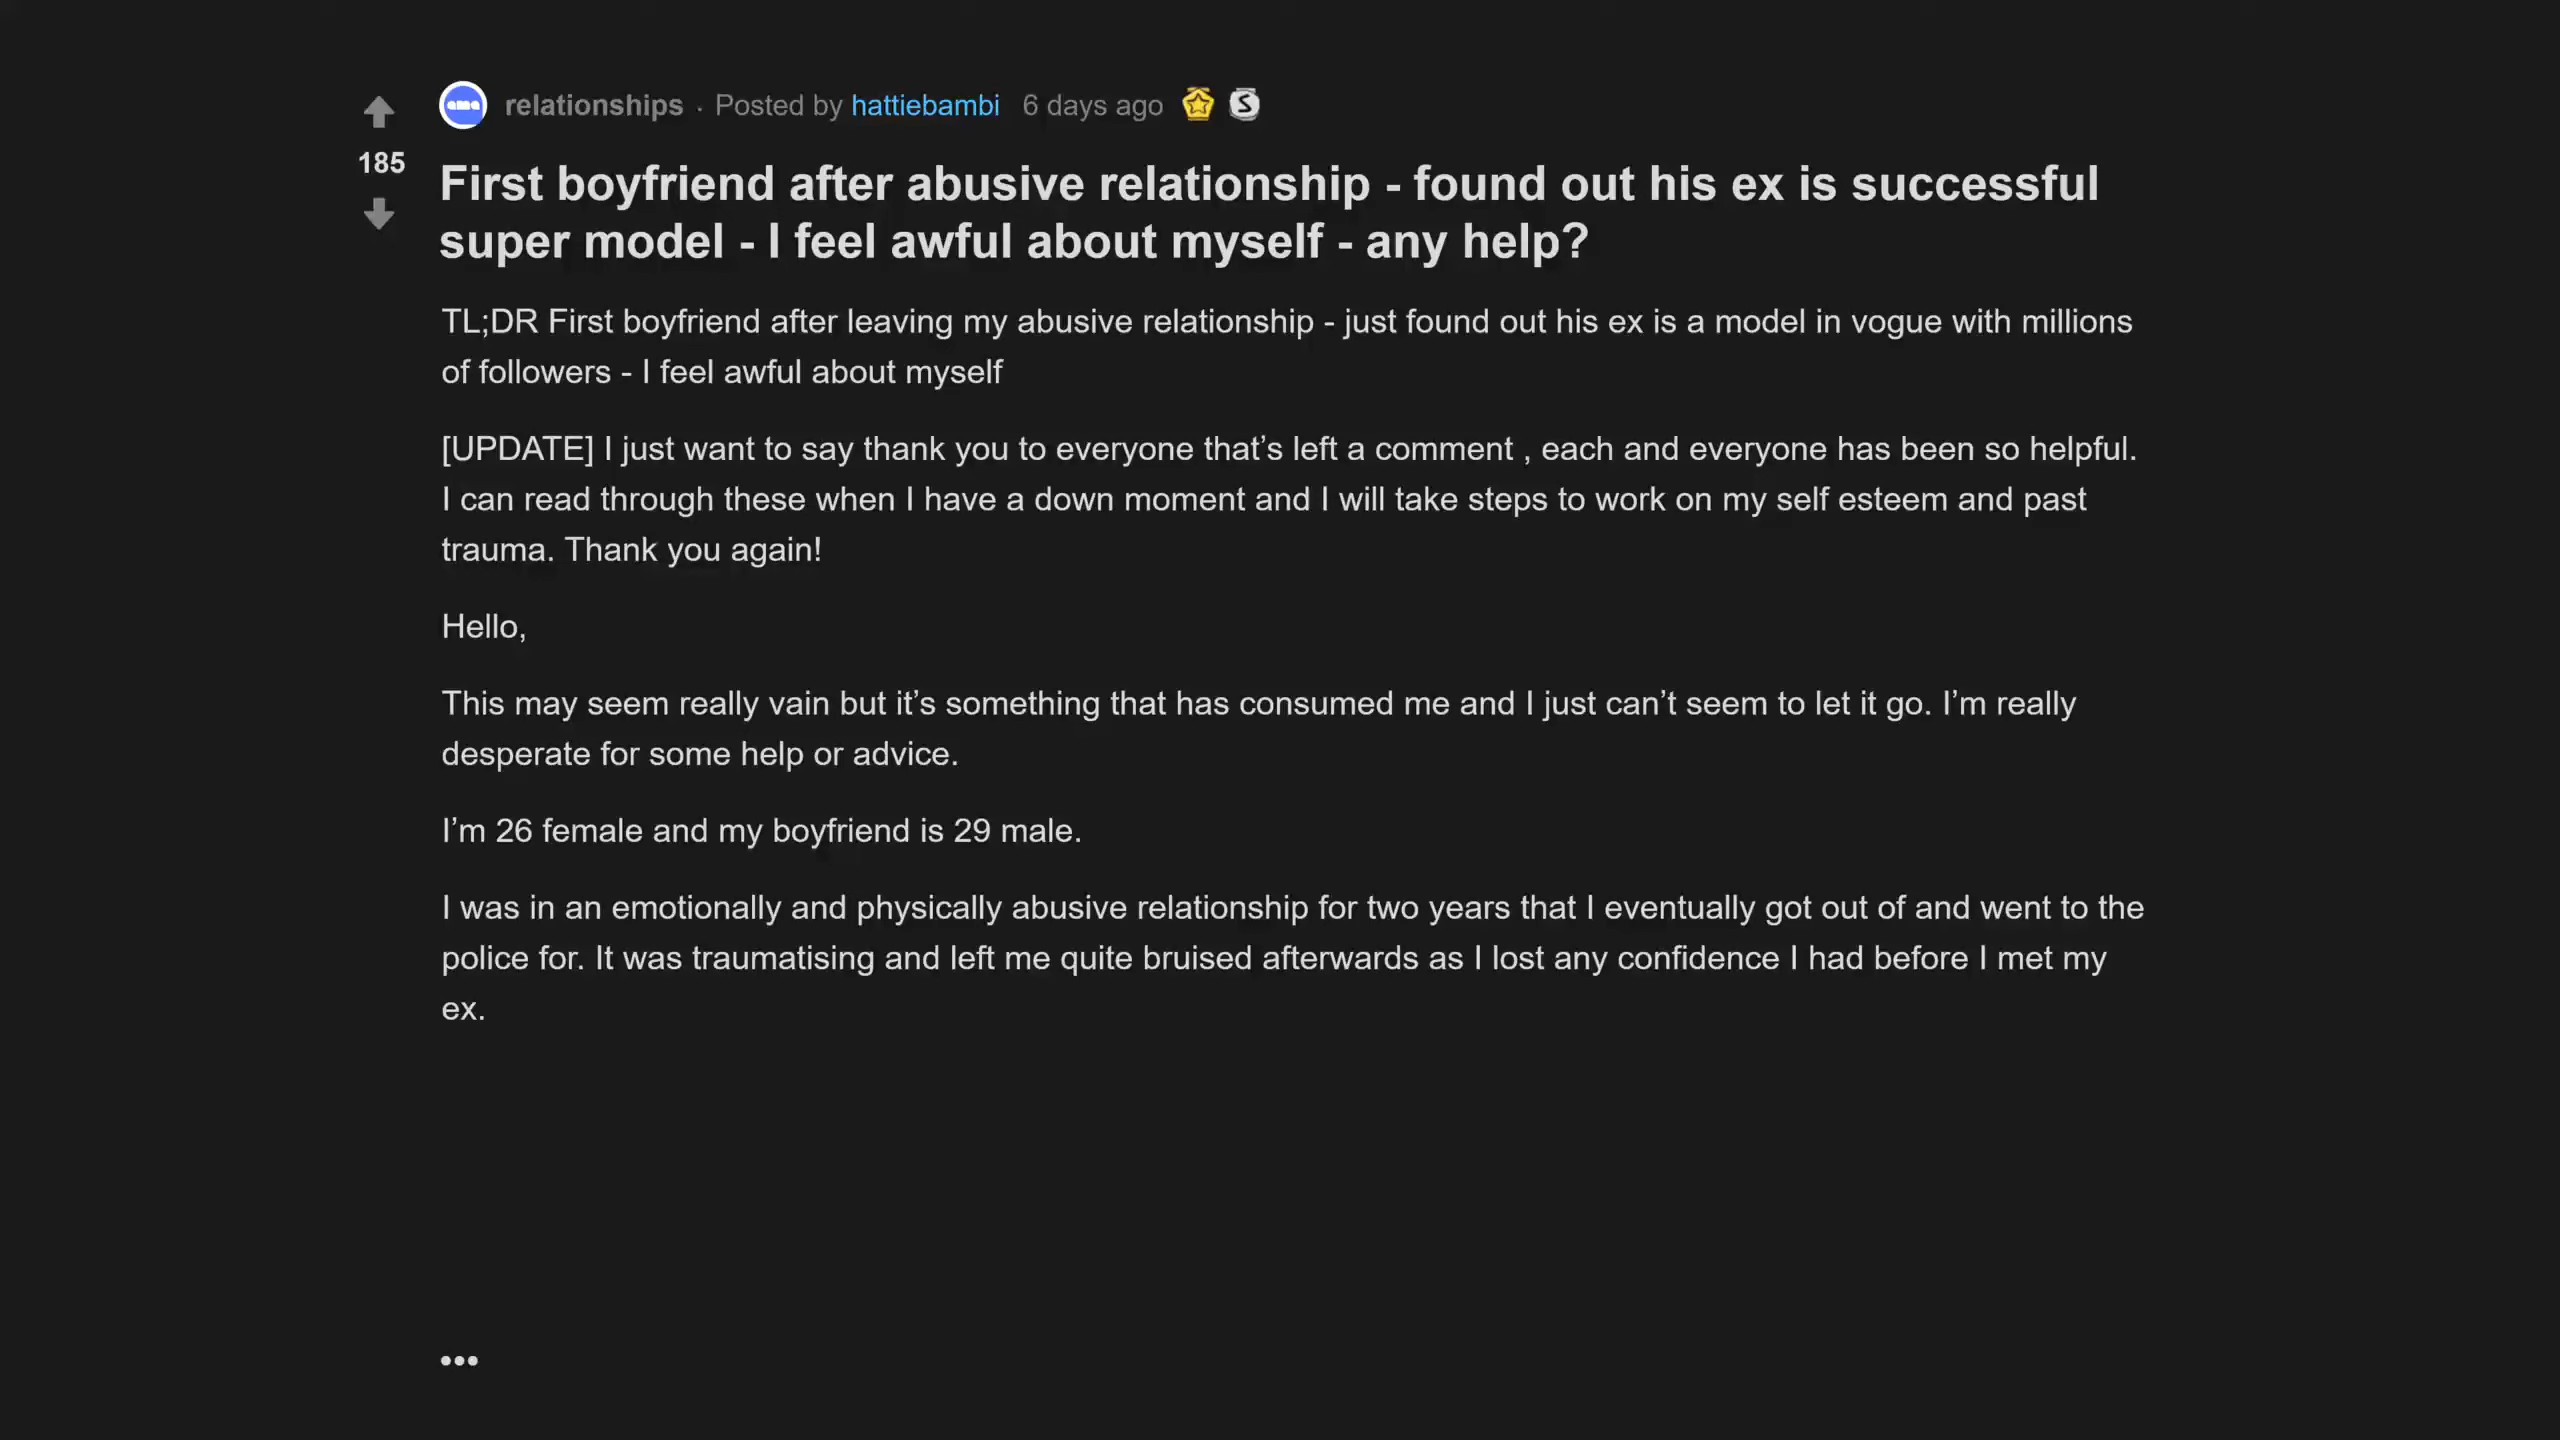 relationships · Posted by hattiebambi 6 days ago
185
First boyfriend after abusive relationship - found out his ex is successful
super model - I feel awful about myself - any help?
TL;DR First boyfriend after leaving my abusive relationship - just found out his ex is a model in vogue with millions
of followers - I feel awful about myself
[UPDATE] I just want to say thank you to everyone that’s left a comment , each and everyone has been so helpful.
I can read through these when I have a down moment and I will take steps to work on my self esteem and past
trauma. Thank you again!
Hello,
This may seem really vain but it’s something that has consumed me and I just can’t seem to let it go. I’m really
desperate for some help or advice.
I’m 26 female and my boyfriend is 29 male.
I was in an emotionally and physically abusive relationship for two years that I eventually got out of and went to the
police for. It was traumatising and left me quite bruised afterwards as I lost any confidence I had before I met my
ex.